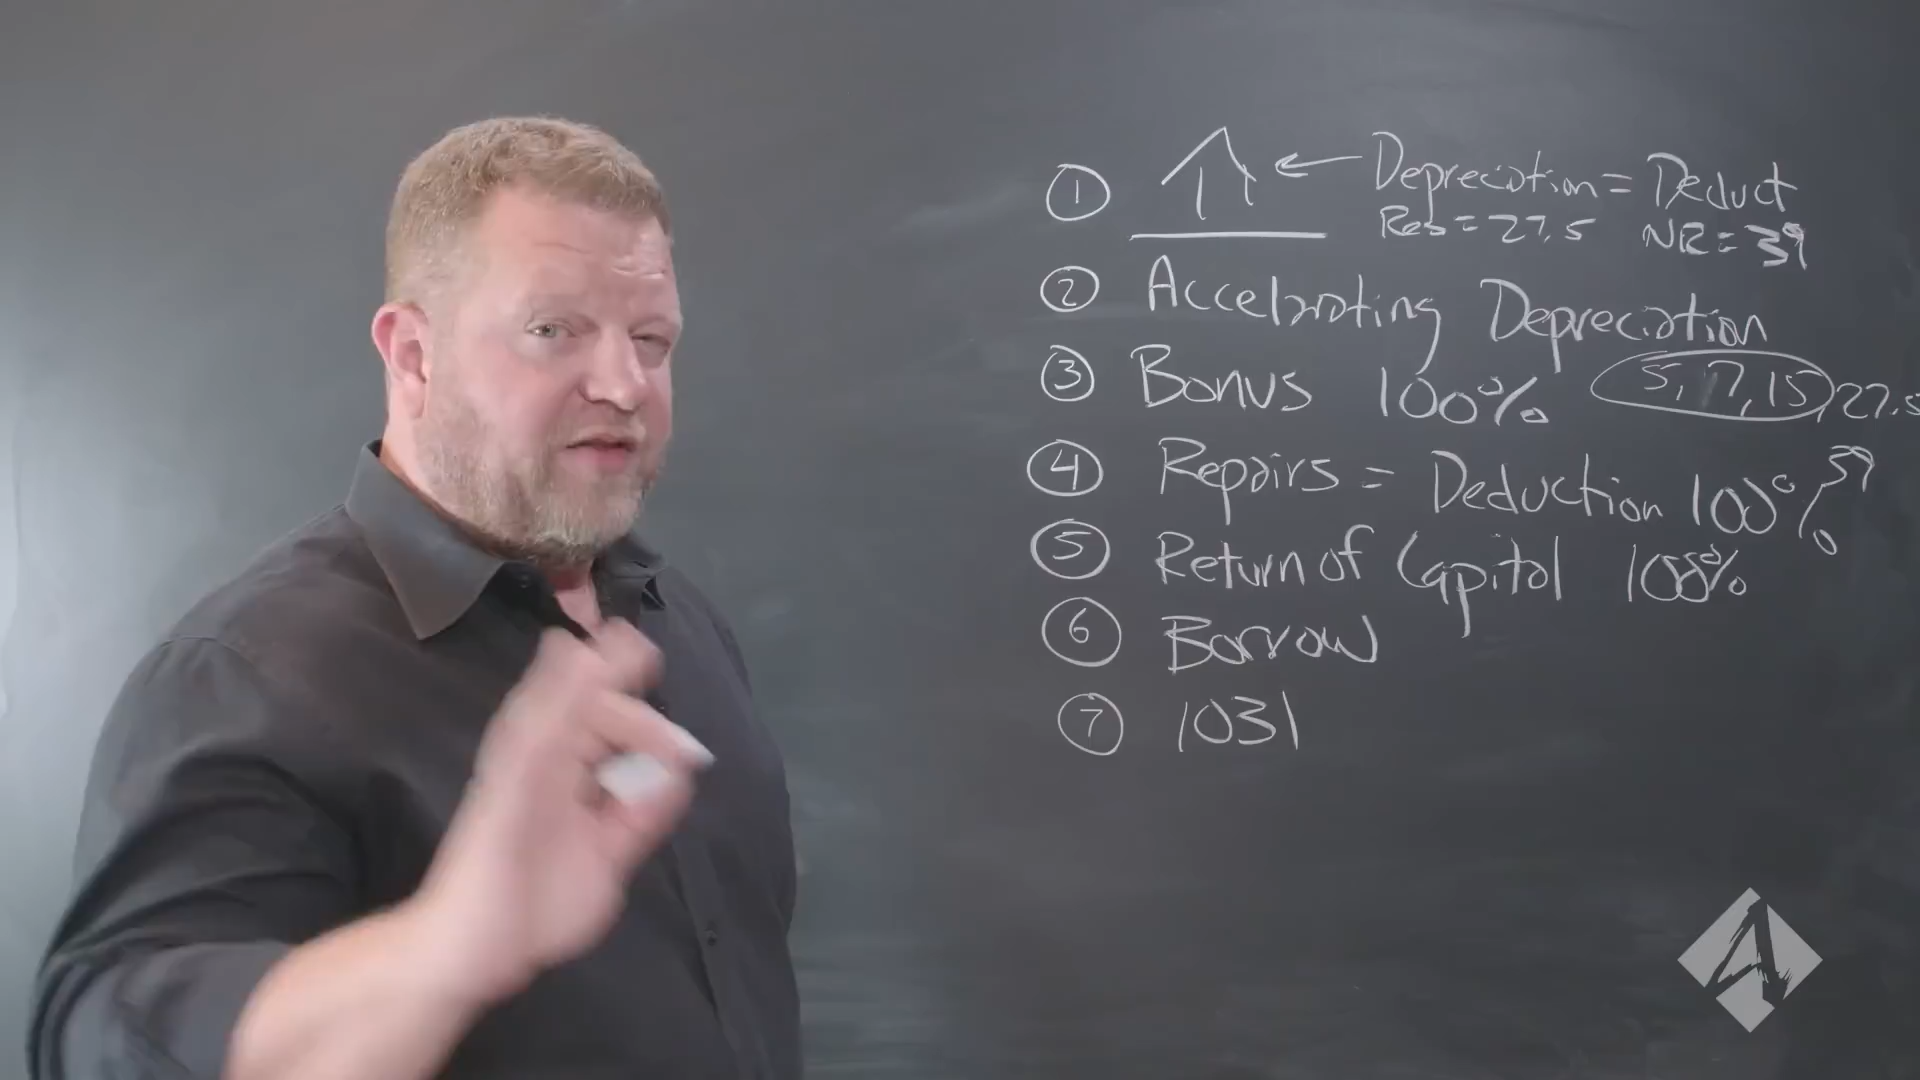 ① ← Depreciation = Deduct
Res = 27.5 NR = 39
② Accelerating Depreciation
③ Bonus 100% 5, 7, 15, 27.5
39
④ Repairs = Deduction 100%
⑤ Return of Capitol 100%
⑥ Borrow
⑦ 1031
A